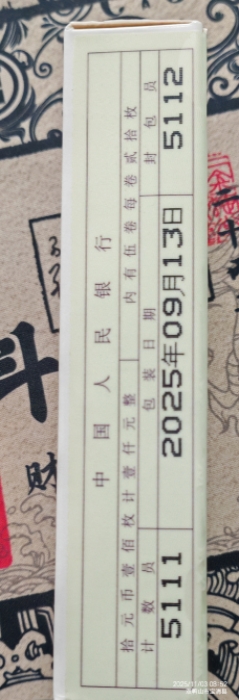 中国人民银行
拾元币壹佰枚计壹仟元整
内有伍卷每卷贰拾枚
计数员 5111
包装日期 2025年09月13日
封包员 5112
斗
财